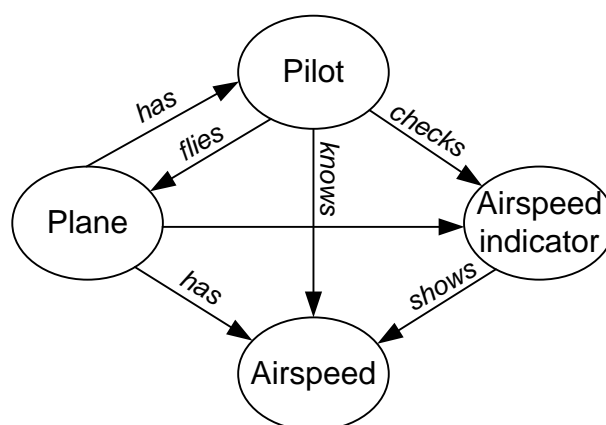 Pilot
has
flies
knows
checks
Plane
Airspeed
indicator
has
shows
Airspeed